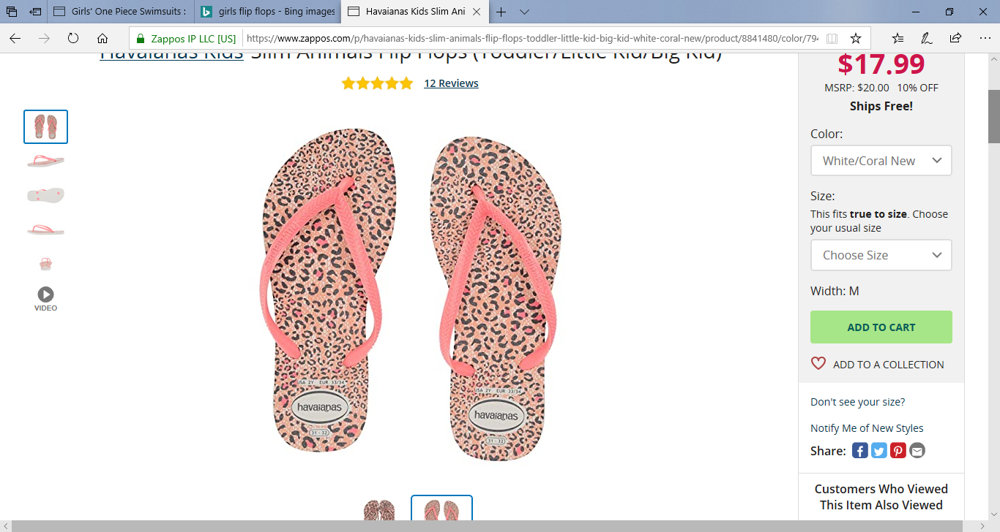 Girls' One Piece Swimsuits :
girls flip flops - Bing images
Havaianas Kids Slim Ani
Zappos IP LLC [US]
https://www.zappos.com/p/havaianas-kids-slim-animals-flip-flops-toddler-little-kid-big-kid-white-coral-new/product/8841480/color/794
Havaianas Kids Slim Animals Flip Flops (Toddler/Little Kid/Big Kid)
12 Reviews
VIDEO
USA 2Y EUR 33/34
havaianas
31 - 32
USA 2Y EUR 33/34
havaianas
31 - 32
$17.99
MSRP: $20.00 10% OFF
Ships Free!
Color:
White/Coral New
Size:
This fits true to size. Choose
your usual size
Choose Size
Width: M
ADD TO CART
ADD TO A COLLECTION
Don't see your size?
Notify Me of New Styles
Share:
Customers Who Viewed
This Item Also Viewed